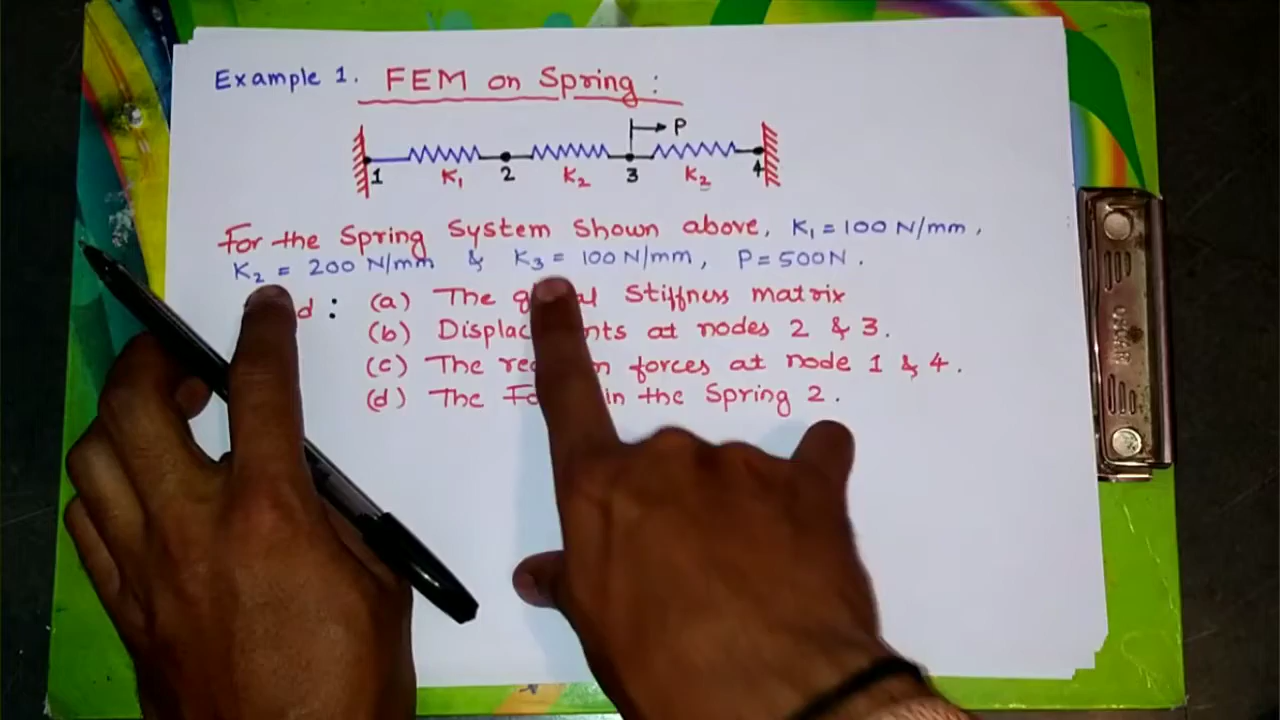 Example 1. FEM on Spring :
P
1 K₁ 2 K₂ 3 K₂ 4
For the Spring System Shown above, K₁ = 100 N/mm,
K₂ = 200 N/mm & K₃ = 100 N/mm, P = 500N.
: (a) The Stiffness matrix
(b) at nodes 2 & 3.
(c) The forces at node 1 & 4.
(d) The in the Spring 2.